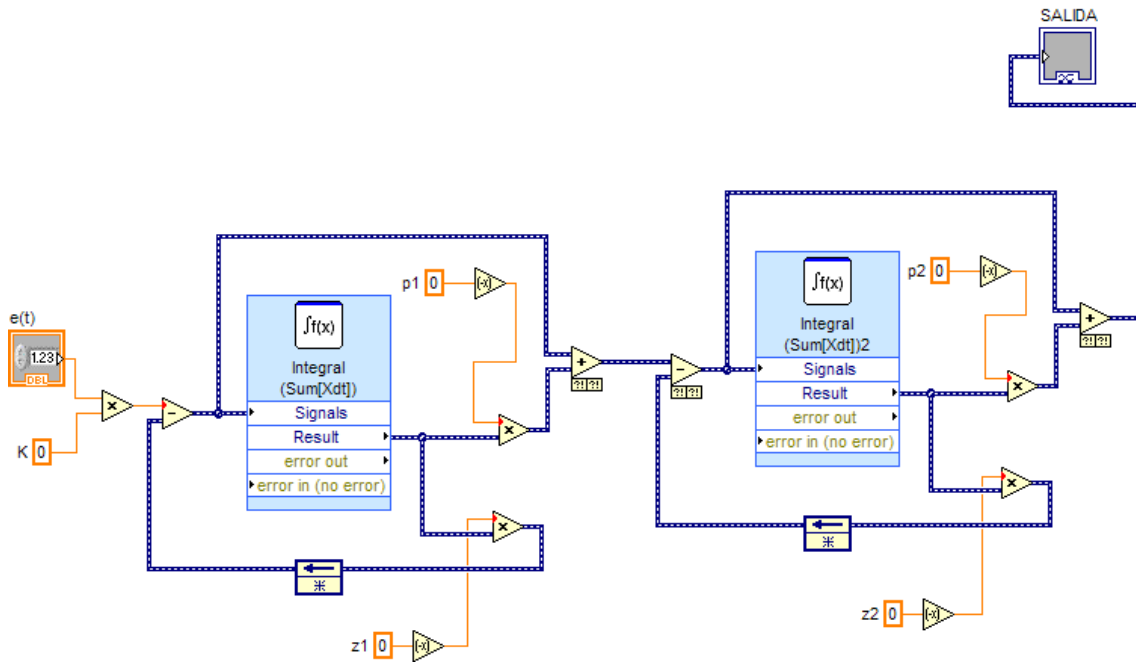 SALIDA
p1 0
(-x)
∫f(x)
Integral
(Sum[Xdt])
Signals
Result
error out
error in (no error)
p2 0
(-x)
∫f(x)
Integral
(Sum[Xdt])2
Signals
Result
error out
error in (no error)
e(t)
1.23
DBL
K 0
×
-
+
?! ?!
-
?! ?!
+
?! ?!
×
×
×
×
z1 0
(-x)
z2 0
(-x)